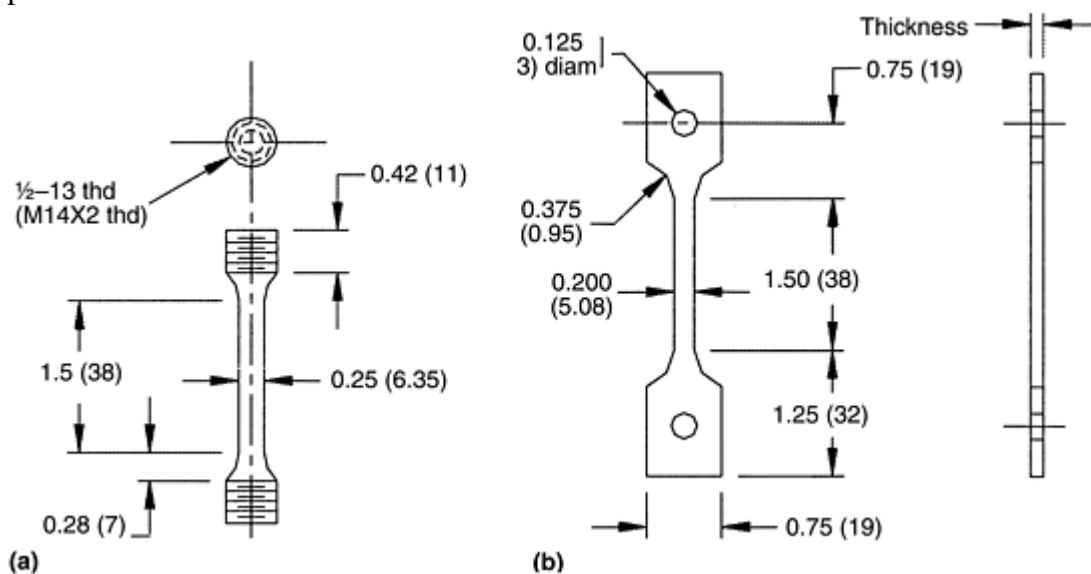 ½–13 thd
(M14X2 thd)
0.42 (11)
1.5 (38)
0.25 (6.35)
0.28 (7)
(a)
0.125
3) diam
Thickness
0.75 (19)
0.375
(0.95)
0.200
(5.08)
1.50 (38)
1.25 (32)
0.75 (19)
(b)